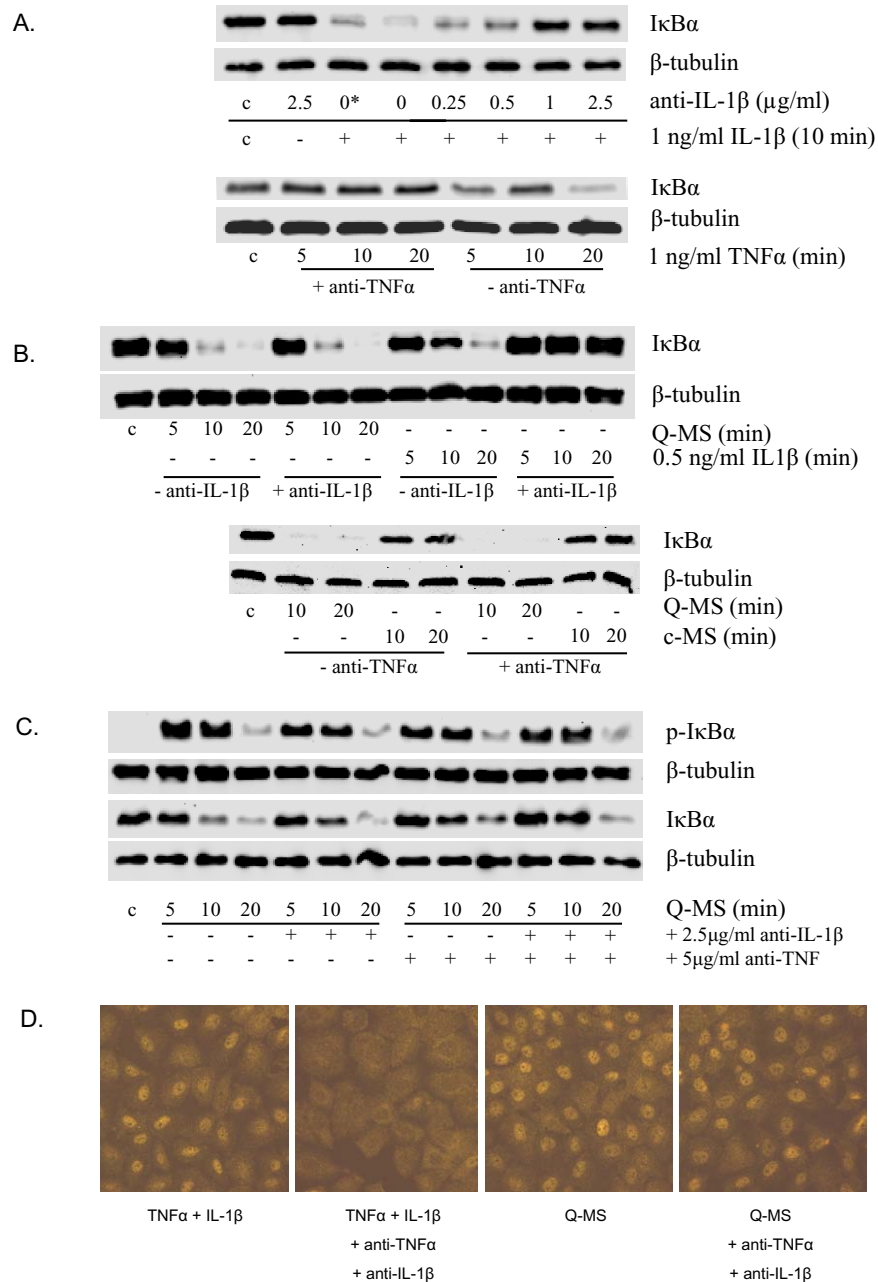 A.
IκBα
β-tubulin
c 2.5 0* 0 0.25 0.5 1 2.5 anti-IL-1β (µg/ml)
c - + + + + + + 1 ng/ml IL-1β (10 min)
IκBα
β-tubulin
c 5 10 20 5 10 20 1 ng/ml TNFα (min)
+ anti-TNFα - anti-TNFα
B.
IκBα
β-tubulin
c 5 10 20 5 10 20 - - - - - - Q-MS (min)
- - - - - - 5 10 20 5 10 20 0.5 ng/ml IL1β (min)
- anti-IL-1β + anti-IL-1β - anti-IL-1β + anti-IL-1β
IκBα
β-tubulin
c 10 20 - - 10 20 - - Q-MS (min)
- - 10 20 - - 10 20 c-MS (min)
- anti-TNFα + anti-TNFα
C.
p-IκBα
β-tubulin
IκBα
β-tubulin
c 5 10 20 5 10 20 5 10 20 5 10 20 Q-MS (min)
- - - + + + - - - + + + + 2.5µg/ml anti-IL-1β
- - - - - - + + + + + + + 5µg/ml anti-TNF
D.
TNFα + IL-1β TNFα + IL-1β Q-MS Q-MS
+ anti-TNFα + anti-TNFα
+ anti-IL-1β + anti-IL-1β